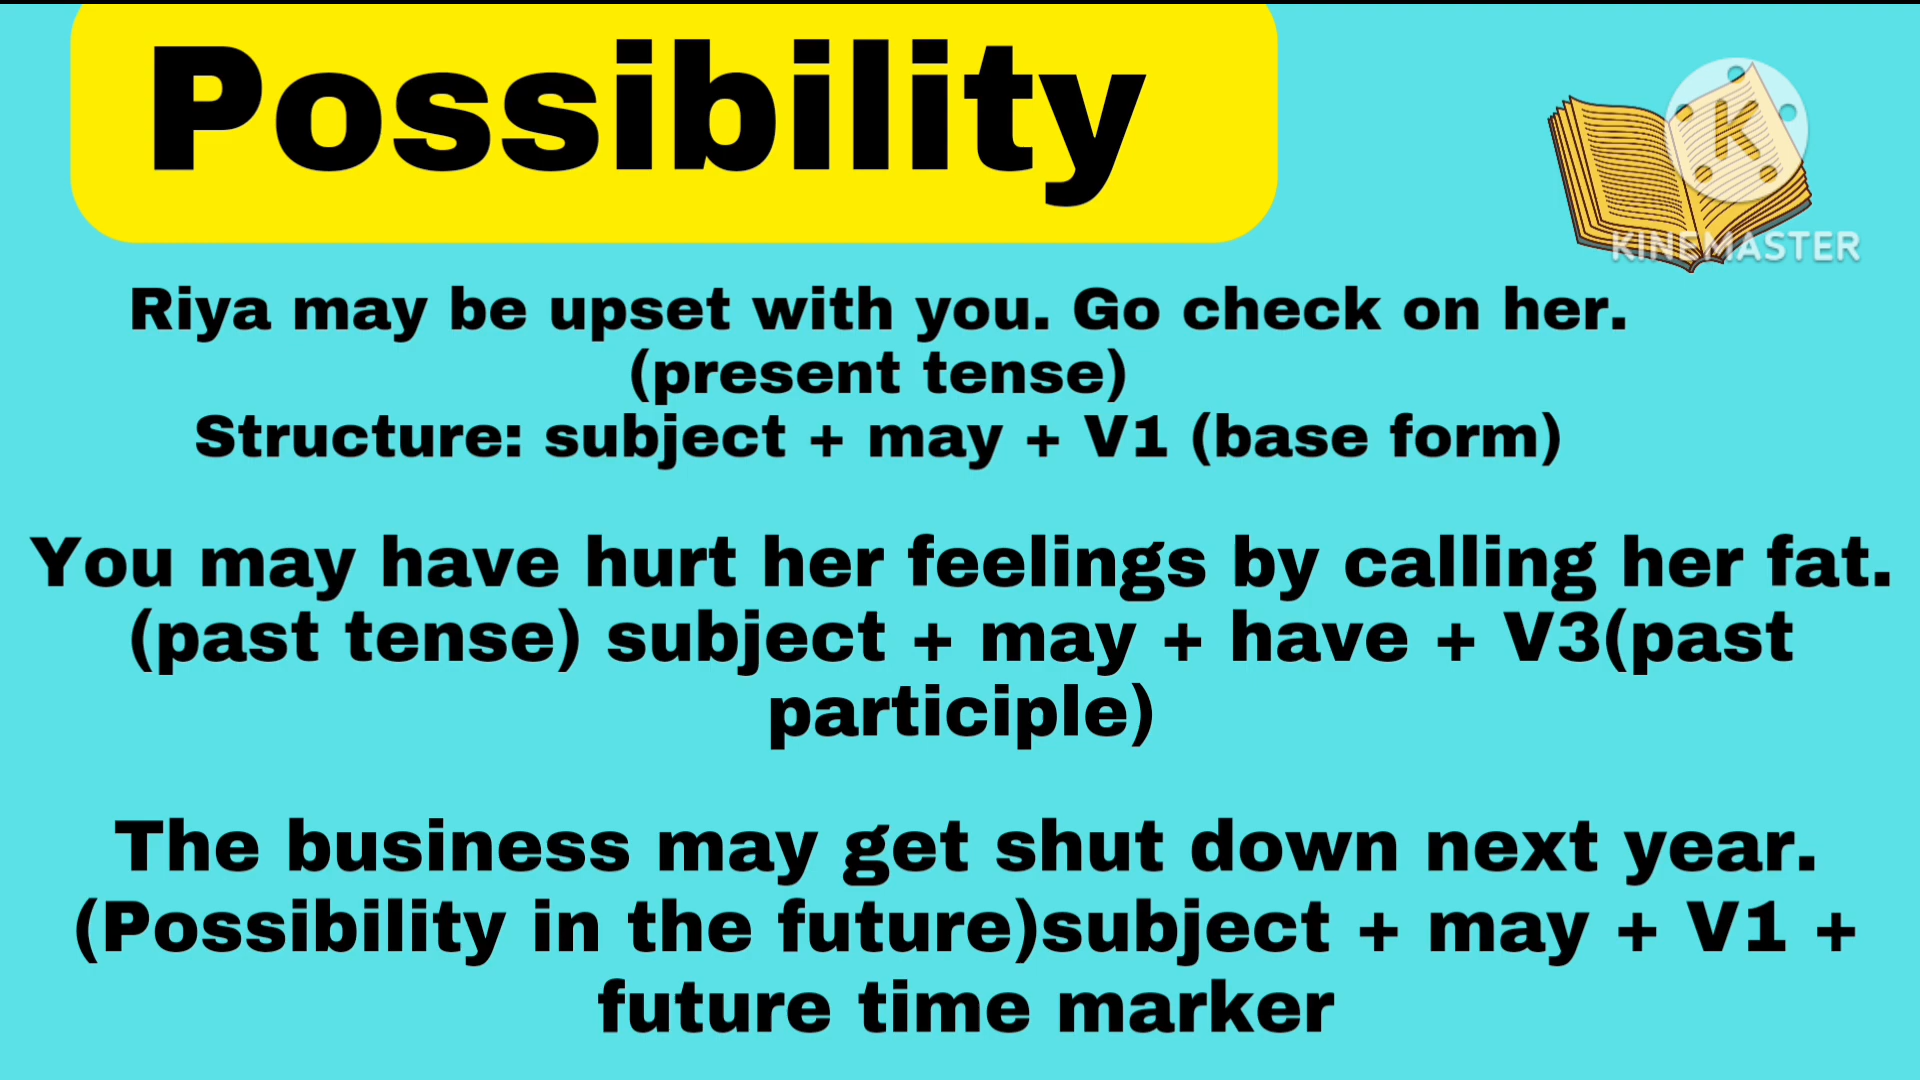 Possibility
K
KINEMASTER
Riya may be upset with you. Go check on her.
(present tense)
Structure: subject + may + V1 (base form)
You may have hurt her feelings by calling her fat.
(past tense) subject + may + have + V3(past
participle)
The business may get shut down next year.
(Possibility in the future)subject + may + V1 +
future time marker